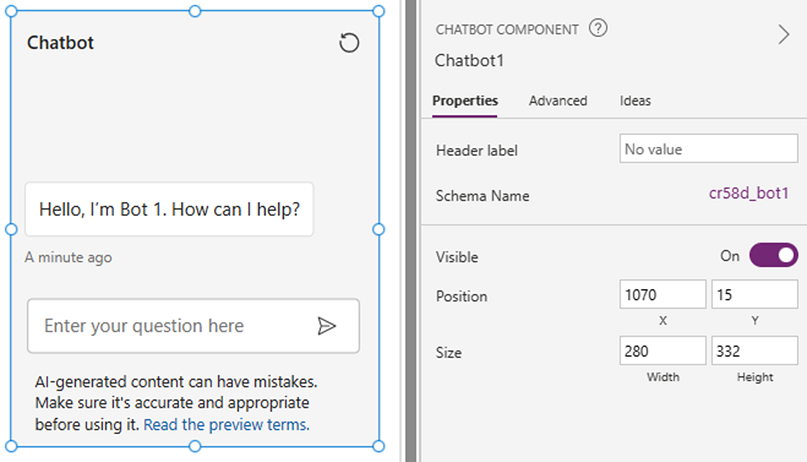 Chatbot
Hello, I'm Bot 1. How can I help?
A minute ago
Enter your question here
AI-generated content can have mistakes.
Make sure it's accurate and appropriate
before using it. Read the preview terms.
CHATBOT COMPONENT ?
Chatbot1
Properties Advanced Ideas
Header label No value
Schema Name cr58d_bot1
Visible On
Position 1070 15
X Y
Size 280 332
Width Height